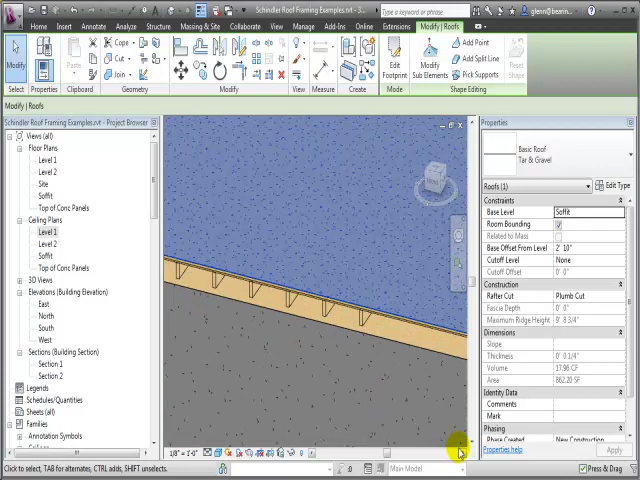 Schindler Roof Framing Examples.rvt - 3...
Type a keyword or phrase
glenn@bearin...
Home
Insert
Annotate
Analyze
Structure
Massing & Site
Collaborate
View
Manage
Add-Ins
Online
Extensions
Modify | Roofs
Modify
Properties
Paste
Cope
Cut
Join
Edit
Footprint
Modify
Sub Elements
Add Point
Add Split Line
Pick Supports
Reset
Shape
Select
Properties
Clipboard
Geometry
Modify
View
Measure
Create
Mode
Shape Editing
Modify | Roofs
Schindler Roof Framing Examples.rvt - Project Browser
Views (all)
Floor Plans
Level 1
Level 2
Site
Soffit
Top of Conc Panels
Ceiling Plans
Level 1
Level 2
Soffit
Top of Conc Panels
3D Views
Elevations (Building Elevation)
East
North
South
West
Sections (Building Section)
Section 1
Section 2
Legends
Schedules/Quantities
Sheets (all)
Families
Annotation Symbols
Properties
Basic Roof
Tar & Gravel
Roofs (1)
Edit Type
Constraints
Base Level Soffit
Room Bounding
Related to Mass
Base Offset From Level 2' 10"
Cutoff Level None
Cutoff Offset 0' 0"
Construction
Rafter Cut Plumb Cut
Fascia Depth 0' 0"
Maximum Ridge Height 9' 8 3/4"
Dimensions
Slope
Thickness 0' 0 1/4"
Volume 17.96 CF
Area 862.20 SF
Identity Data
Comments
Mark
Phasing
Phase Created New Construction
Properties help
Apply
1/8" = 1'-0"
Click to select, TAB for alternates, CTRL adds, SHIFT unselects.
:0
Main Model
Press & Drag